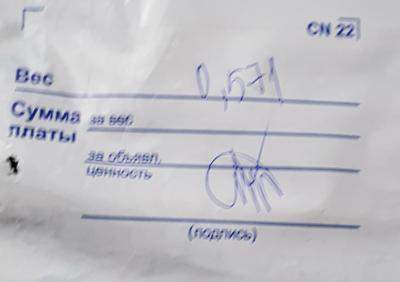 CN 22
Вес 0,571
Сумма платы
за вес
за объявл. ценность
(подпись)